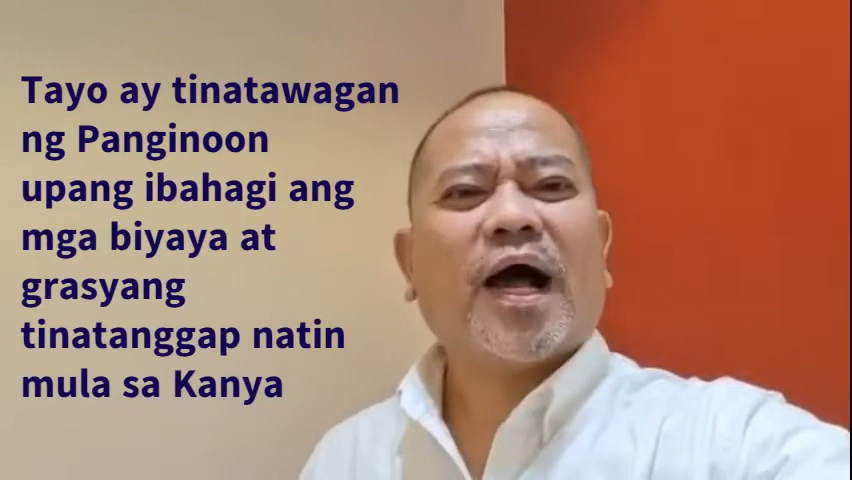 Tayo ay tinatawagan
ng Panginoon
upang ibahagi ang
mga biyaya at
grasyang
tinatanggap natin
mula sa Kanya